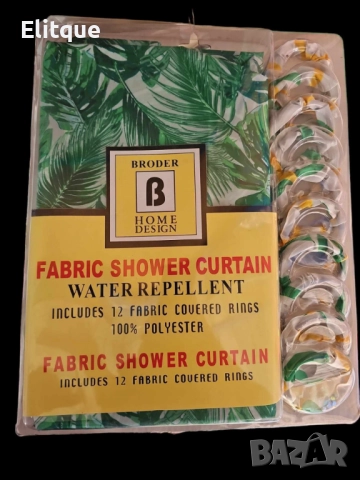 Elitque
BRODER
B
HOME
DESIGN
FABRIC SHOWER CURTAIN
WATER REPELLENT
INCLUDES 12 FABRIC COVERED RINGS
100% POLYESTER
FABRIC SHOWER CURTAIN
INCLUDES 12 FABRIC COVERED RINGS
BAZAR